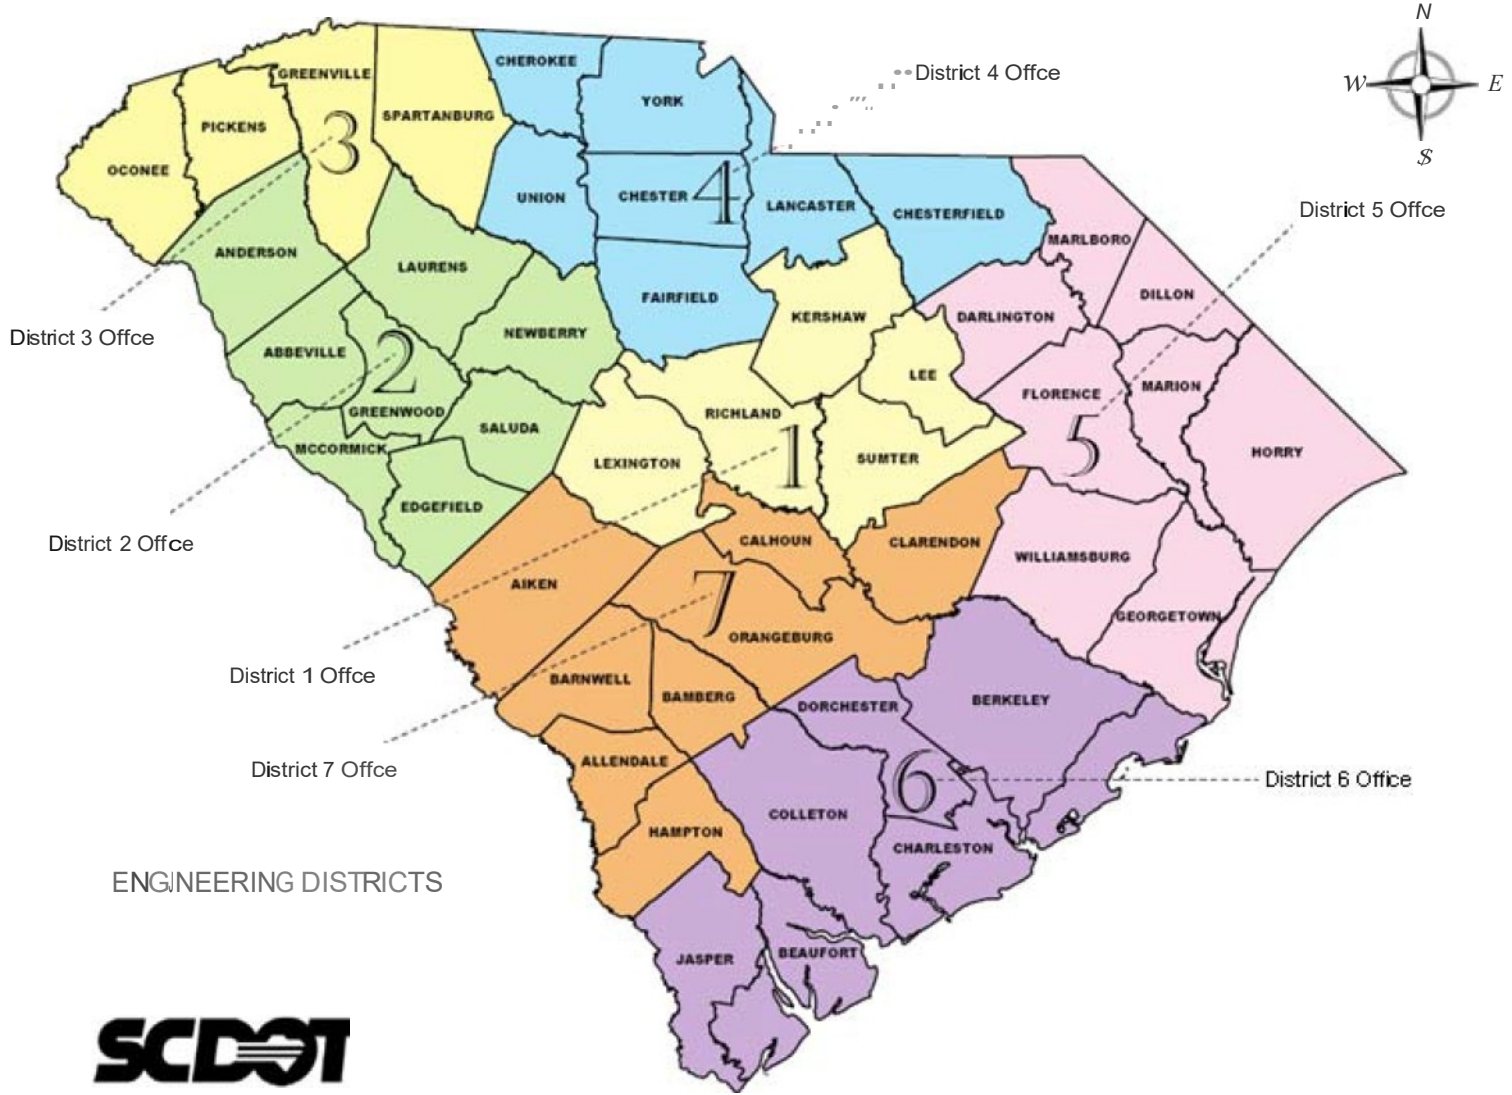 N
W E
S
GREENVILLE
CHEROKEE
District 4 Offce
YORK
SPARTANBURG
PICKENS
3
OCONEE
UNION
CHESTER
4
LANCASTER
CHESTERFIELD
District 5 Offce
ANDERSON
LAURENS
MARLBORO
FAIRFIELD
DILLON
KERSHAW
DARLINGTON
District 3 Offce
NEWBERRY
ABBEVILLE
2
LEE
MARION
FLORENCE
GREENWOOD
RICHLAND
SALUDA
MCCORMICK
5
HORRY
LEXINGTON
1
SUMTER
EDGEFIELD
District 2 Offce
CALHOUN
CLARENDON
WILLIAMSBURG
AIKEN
7
GEORGETOWN
ORANGEBURG
District 1 Offce
BARNWELL
BAMBERG
DORCHESTER
BERKELEY
District 7 Offce
ALLENDALE
6
District 6 Office
COLLETON
HAMPTON
CHARLESTON
ENGINEERING DISTRICTS
JASPER
BEAUFORT
SCDOT